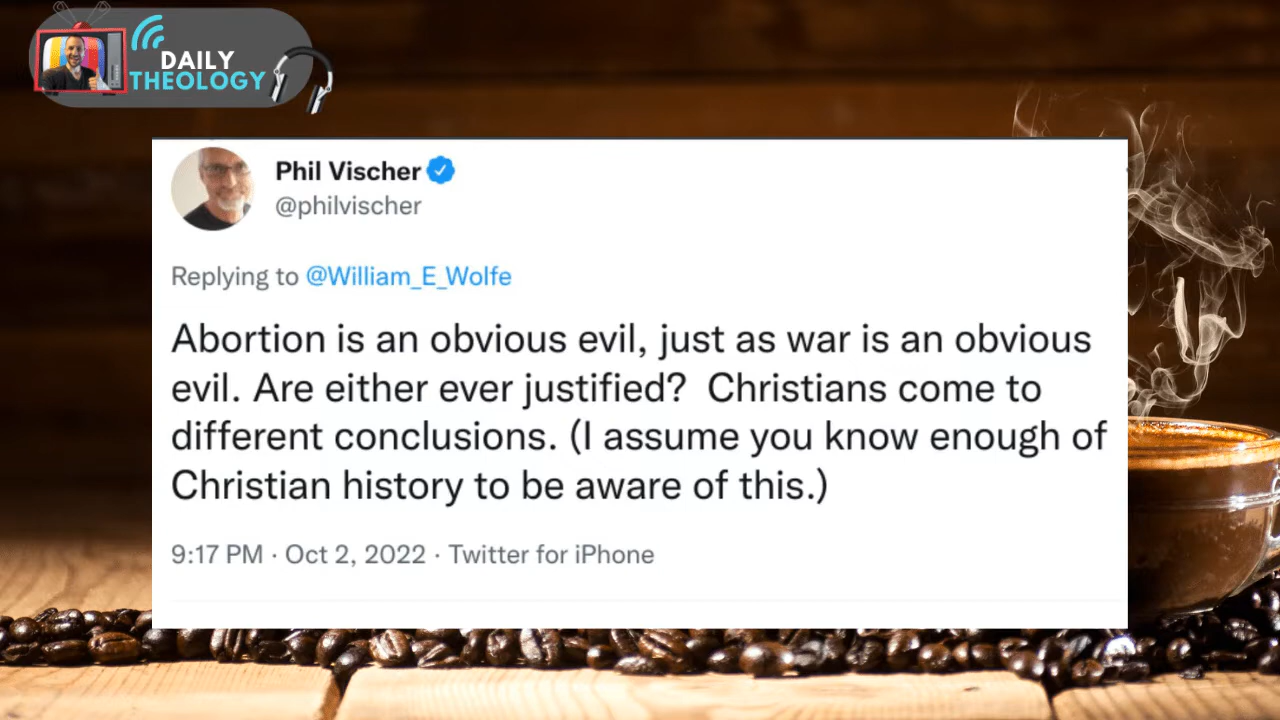 DAILY
THEOLOGY
Phil Vischer
@philvischer
Replying to @William_E_Wolfe
Abortion is an obvious evil, just as war is an obvious
evil. Are either ever justified?  Christians come to
different conclusions. (I assume you know enough of
Christian history to be aware of this.)
9:17 PM · Oct 2, 2022 · Twitter for iPhone